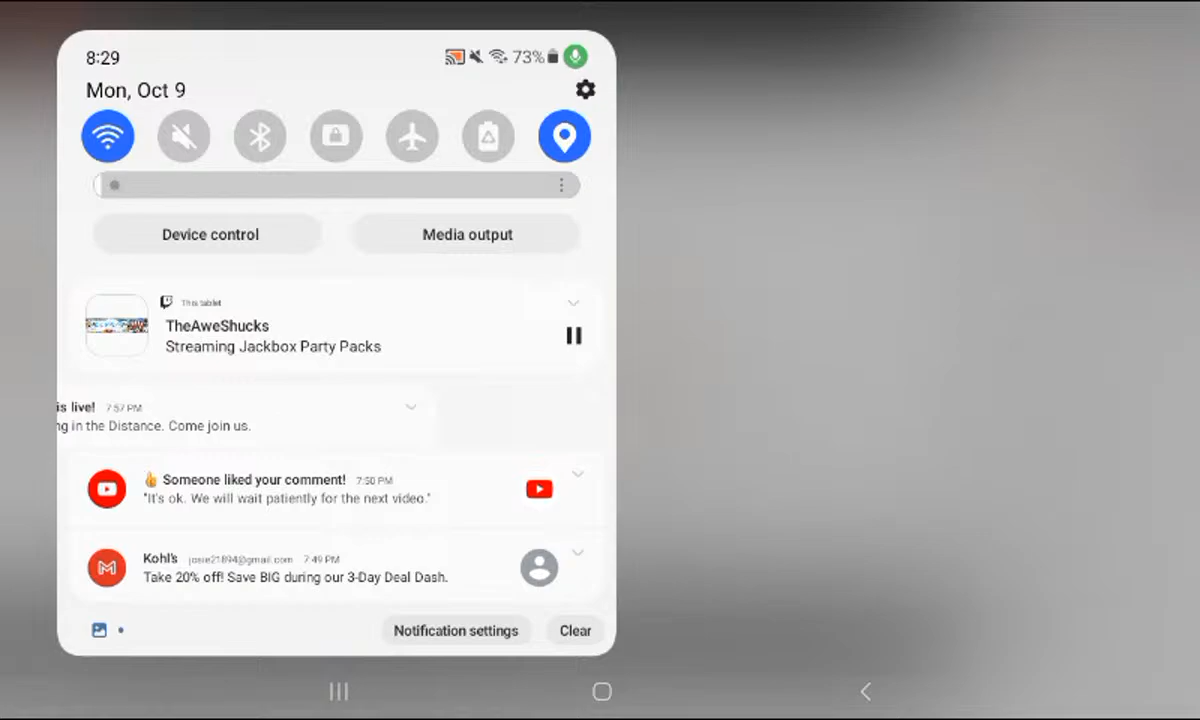 8:29
73%
Mon, Oct 9
Device control
Media output
This tablet
TheAweShucks
Streaming Jackbox Party Packs
is live! 7:57 PM
ng in the Distance. Come join us.
👍 Someone liked your comment! 7:50 PM
"It's ok. We will wait patiently for the next video."
Kohl's josie21894@gmail.com 7:49 PM
Take 20% off! Save BIG during our 3-Day Deal Dash.
Notification settings
Clear